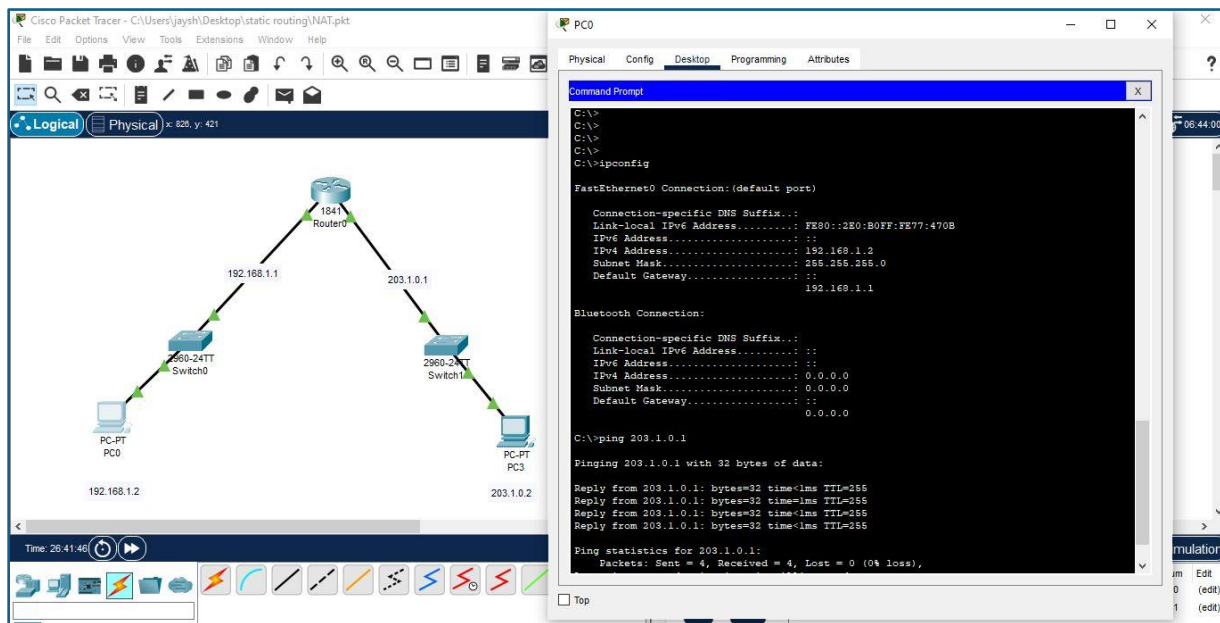 Cisco Packet Tracer - C:\Users\jaysh\Desktop\static routing\NAT.pkt
File Edit Options View Tools Extensions Window Help
Logical
Physical
x: 826, y: 421
06:44:00
1841
Router0
192.168.1.1
203.1.0.1
2960-24TT
Switch0
2960-24TT
Switch1
PC-PT
PC0
192.168.1.2
PC-PT
PC3
203.1.0.2
Time: 26:41:46
PC0
Physical Config Desktop Programming Attributes
Command Prompt
X
C:\>
C:\>
C:\>
C:\>
C:\>ipconfig
FastEthernet0 Connection:(default port)
Connection-specific DNS Suffix..:
Link-local IPv6 Address.........: FE80::2E0:B0FF:FE77:470B
IPv6 Address....................: ::
IPv4 Address....................: 192.168.1.2
Subnet Mask.....................: 255.255.255.0
Default Gateway.................: ::
192.168.1.1
Bluetooth Connection:
Connection-specific DNS Suffix..:
Link-local IPv6 Address.........: ::
IPv6 Address....................: ::
IPv4 Address....................: 0.0.0.0
Subnet Mask.....................: 0.0.0.0
Default Gateway.................: ::
0.0.0.0
C:\>ping 203.1.0.1
Pinging 203.1.0.1 with 32 bytes of data:
Reply from 203.1.0.1: bytes=32 time<1ms TTL=255
Reply from 203.1.0.1: bytes=32 time=1ms TTL=255
Reply from 203.1.0.1: bytes=32 time<1ms TTL=255
Reply from 203.1.0.1: bytes=32 time<1ms TTL=255
Ping statistics for 203.1.0.1:
Packets: Sent = 4, Received = 4, Lost = 0 (0% loss),
Top
mulation
um Edit
0 (edit)
1 (edit)